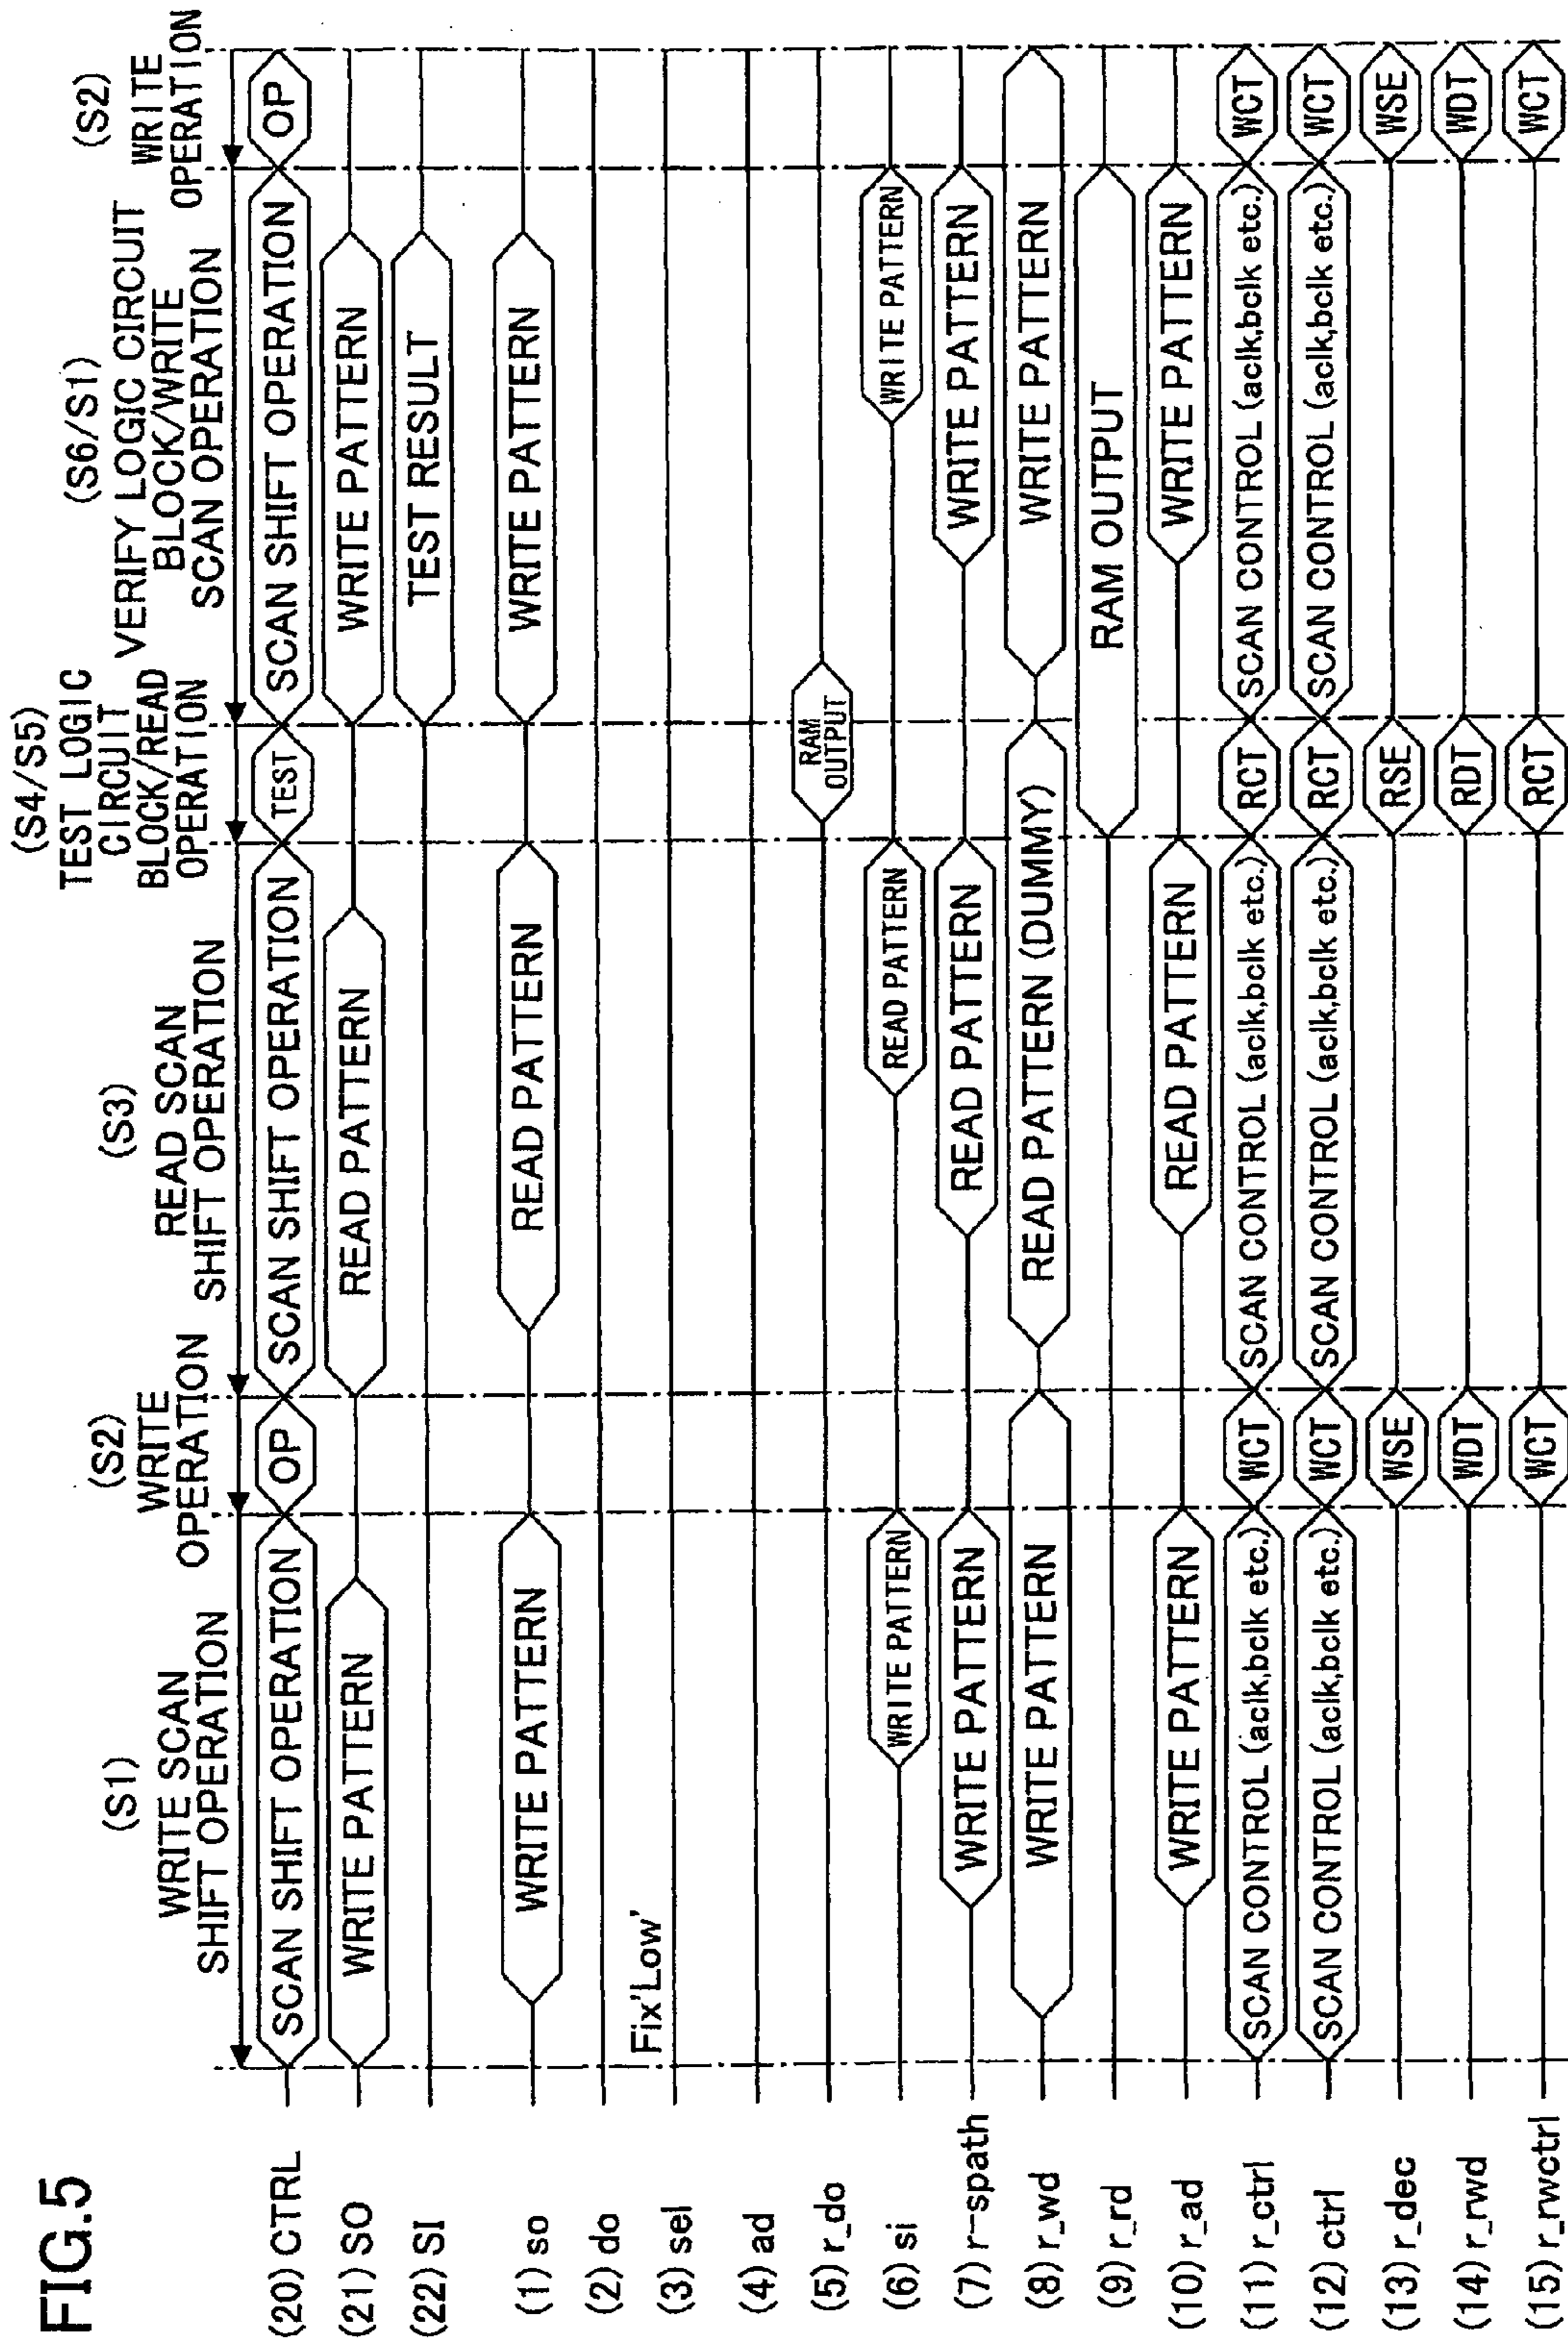 FIG.5
(S1)
WRITE SCAN
SHIFT OPERATION
(S2)
WRITE
OPERATION
(S3)
READ SCAN
SHIFT OPERATION
(S4/S5)
TEST LOGIC
CIRCUIT
BLOCK/READ
OPERATION
(S6/S1)
VERIFY LOGIC CIRCUIT
BLOCK/WRITE
SCAN OPERATION
(S2)
WRITE
OPERATION
(20) CTRL SCAN SHIFT OPERATION OP SCAN SHIFT OPERATION TEST SCAN SHIFT OPERATION OP
(21) SO WRITE PATTERN READ PATTERN WRITE PATTERN
(22) SI TEST RESULT
(1) so WRITE PATTERN READ PATTERN WRITE PATTERN
(2) do
Fix'Low'
(3) sel
(4) ad
(5) r_do RAM
OUTPUT
(6) si WRITE PATTERN READ PATTERN WRITE PATTERN
(7) r-spath WRITE PATTERN READ PATTERN WRITE PATTERN
(8) r_wd WRITE PATTERN READ PATTERN (DUMMY) WRITE PATTERN
(9) r_rd RAM OUTPUT
(10) r_ad WRITE PATTERN READ PATTERN WRITE PATTERN
(11) r_ctrl SCAN CONTROL (aclk,bclk etc.) WCT SCAN CONTROL (aclk,bclk etc.) RCT SCAN CONTROL (aclk,bclk etc.) WCT
(12) ctrl SCAN CONTROL (aclk,bclk etc.) WCT SCAN CONTROL (aclk,bclk etc.) RCT SCAN CONTROL (aclk,bclk etc.) WCT
(13) r_dec WSE RSE WSE
(14) r_rwd WDT RDT WDT
(15) r_rwctrl WCT RCT WCT